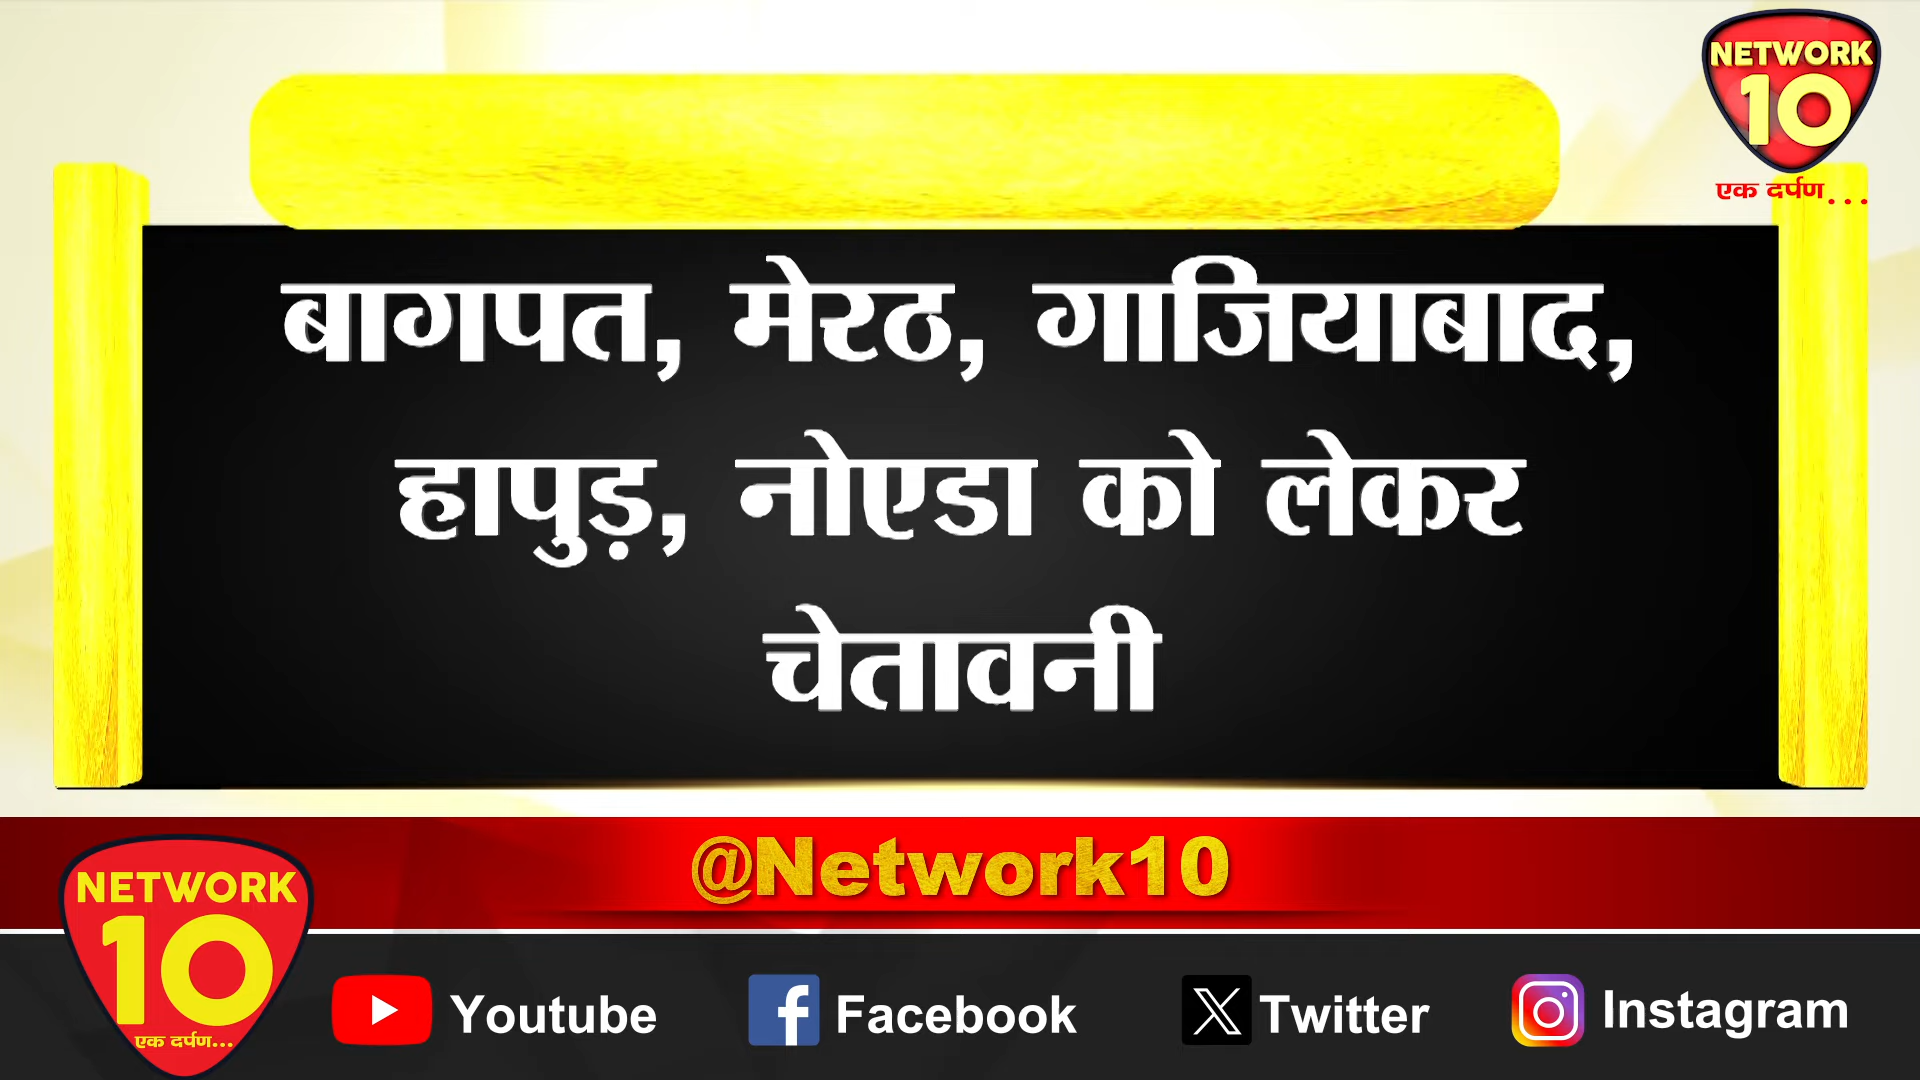 NETWORK
10
एक दर्पण...
बागपत, मेरठ, गाजियाबाद,
हापुड़, नोएडा को लेकर
चेतावनी
@Network10
NETWORK
10
एक दर्पण...
Youtube
Facebook
Twitter
Instagram